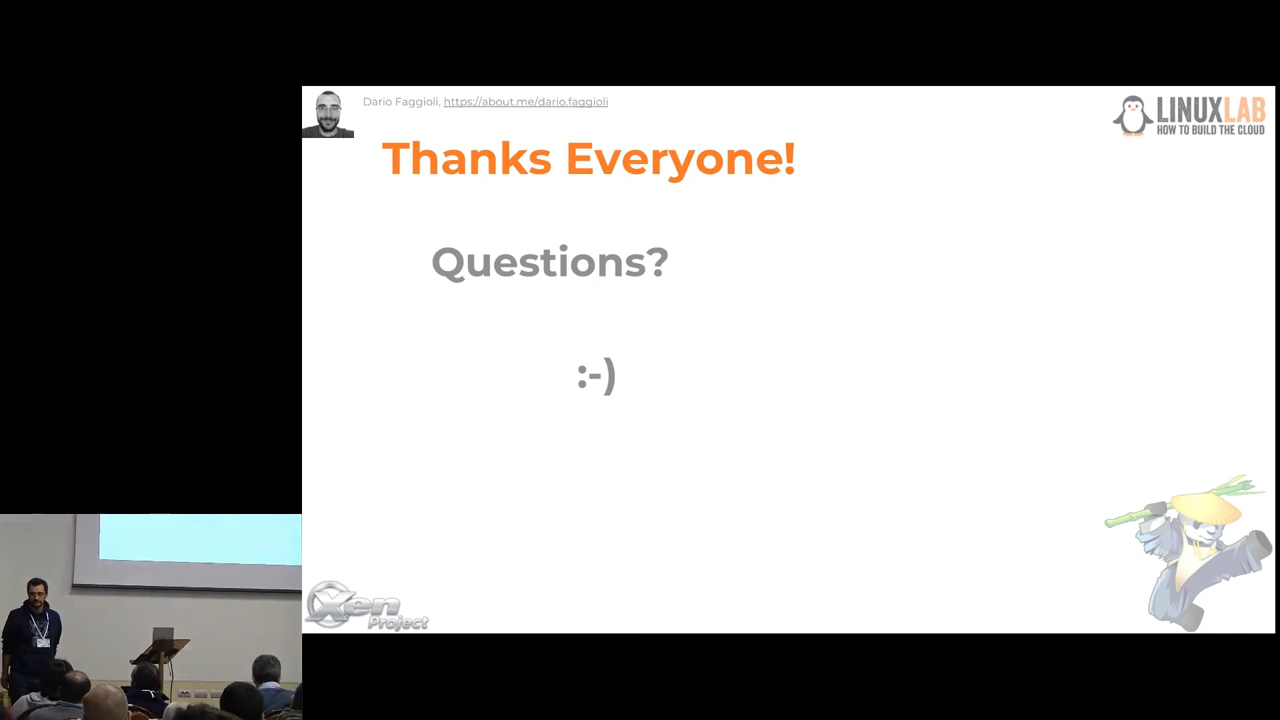 Dario Faggioli, https://about.me/dario.faggioli
LINUXLAB
HOW TO BUILD THE CLOUD
Thanks Everyone!
Questions?
:-)
Xen
Project